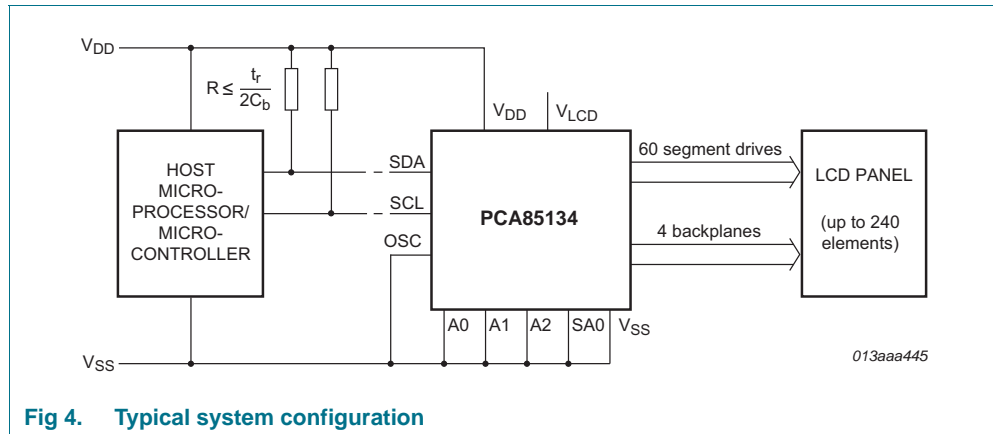 VDD
R ≤ tr
2Cb
VDD
VLCD
HOST
MICRO-
PROCESSOR/
MICRO-
CONTROLLER
SDA
SCL
OSC
PCA85134
60 segment drives
4 backplanes
LCD PANEL
(up to 240
elements)
A0 A1 A2 SA0 VSS
VSS
013aaa445
Fig 4. Typical system configuration